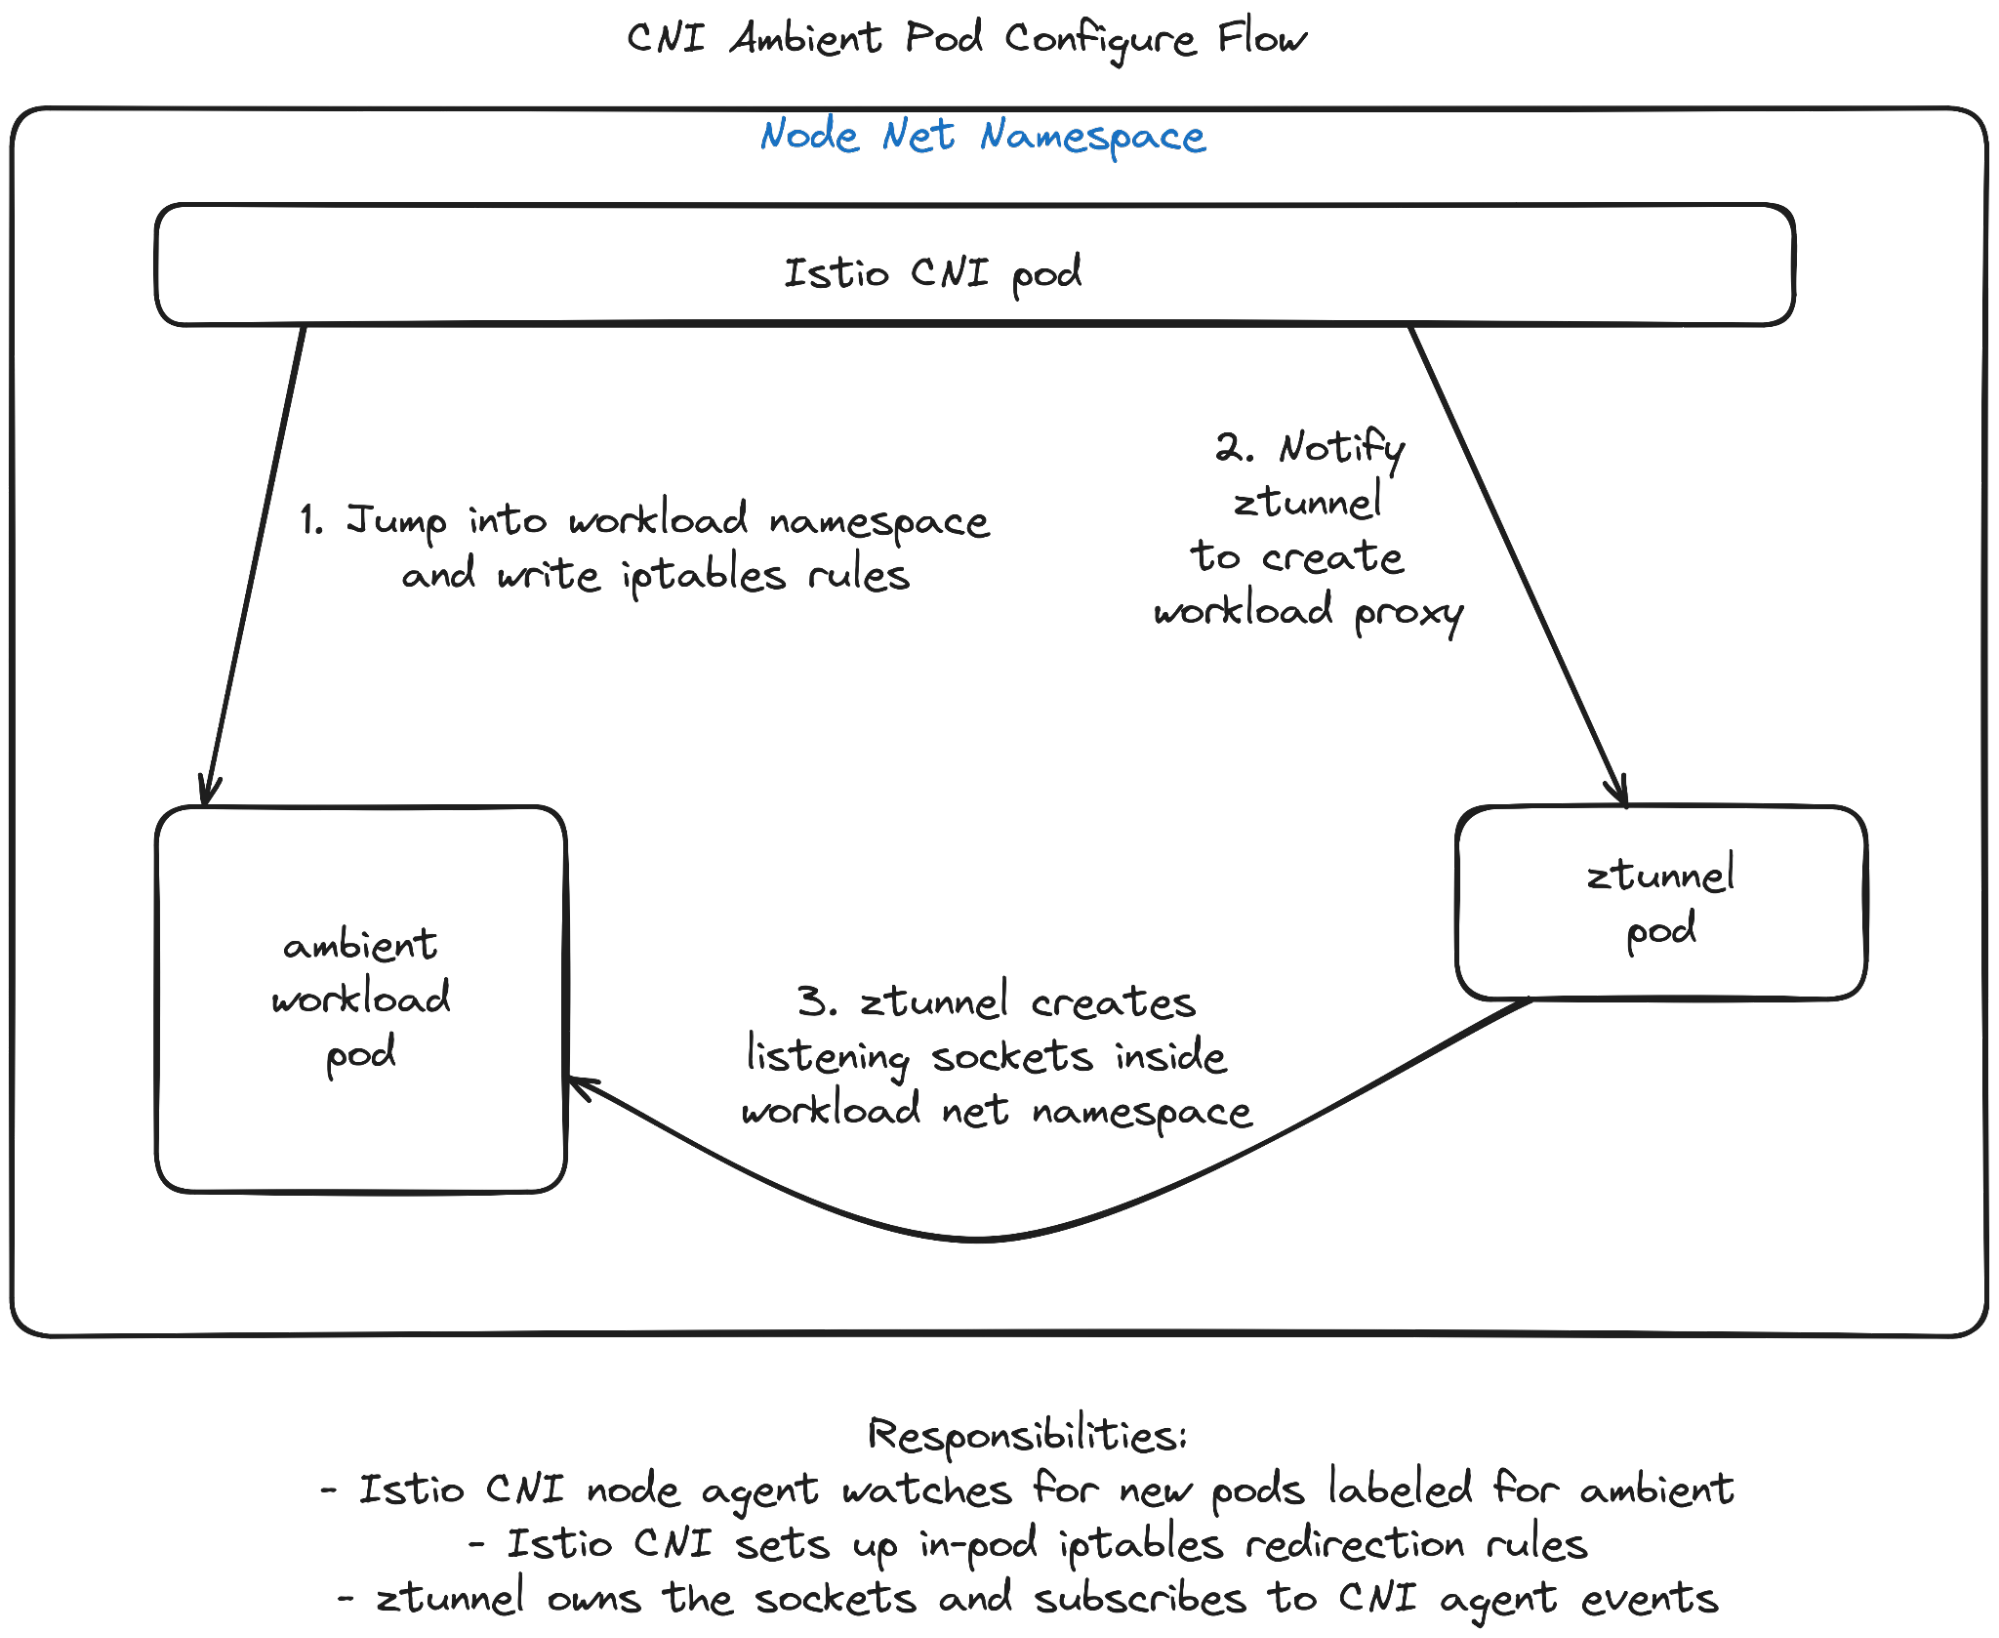 CNI Ambient Pod Configure Flow
Node Net Namespace
Istio CNI pod
1. Jump into workload namespace
and write iptables rules
2. Notify
ztunnel
to create
workload proxy
ambient
workload
pod
ztunnel
pod
3. ztunnel creates
listening sockets inside
workload net namespace
Responsibilities:
- Istio CNI node agent watches for new pods labeled for ambient
- Istio CNI sets up in-pod iptables redirection rules
- ztunnel owns the sockets and subscribes to CNI agent events